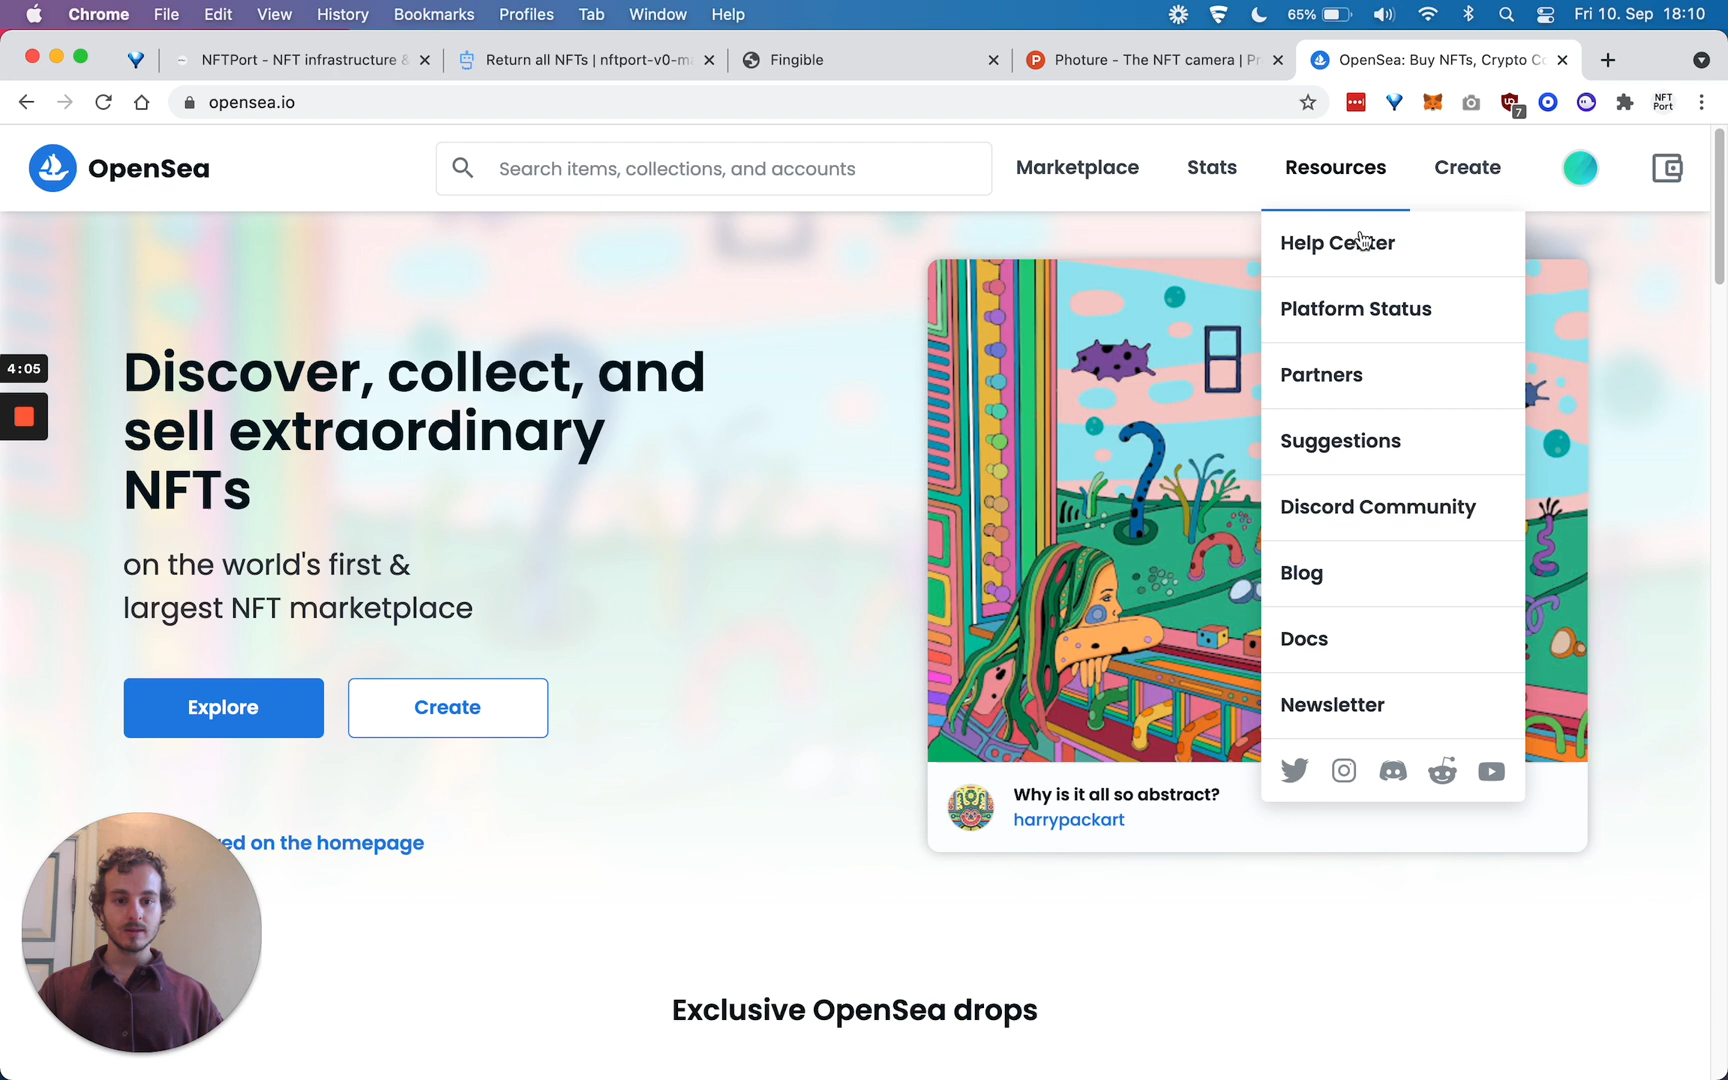 Chrome File Edit View History Bookmarks Profiles Tab Window Help 65% Fri 10. Sep 18:10
NFTPort - NFT infrastructure & Return all NFTs | nftport-v0-ma Fingible Photure - The NFT camera | Pr OpenSea: Buy NFTs, Crypto Co
opensea.io 7 NFT Port
OpenSea Search items, collections, and accounts Marketplace Stats Resources Create
Help Center
Platform Status
Partners
Suggestions
Discord Community
Blog
Docs
Newsletter
4:05
Discover, collect, and
sell extraordinary
NFTs
on the world's first &
largest NFT marketplace
Explore Create
Why is it all so abstract?
harrypackart
ed on the homepage
Exclusive OpenSea drops